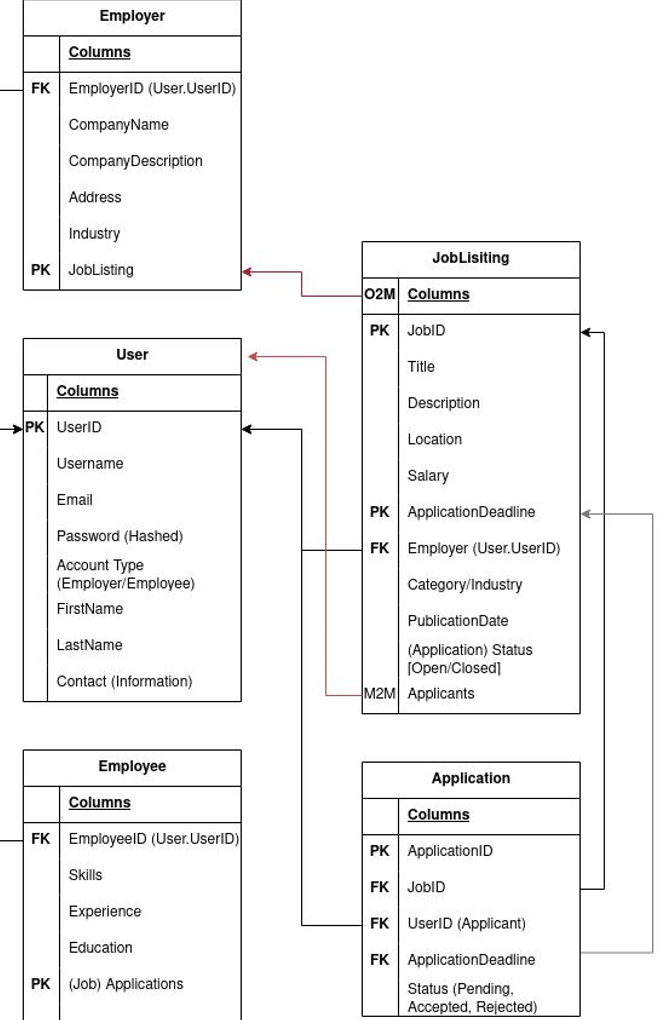 Employer
Columns
FK EmployerID (User.UserID)
CompanyName
CompanyDescription
Address
Industry
PK JobListing
User
Columns
PK UserID
Username
Email
Password (Hashed)
Account Type
(Employer/Employee)
FirstName
LastName
Contact (Information)
Employee
Columns
FK EmployeeID (User.UserID)
Skills
Experience
Education
PK (Job) Applications
JobLisiting
O2M Columns
PK JobID
Title
Description
Location
Salary
PK ApplicationDeadline
FK Employer (User.UserID)
Category/Industry
PublicationDate
(Application) Status
[Open/Closed]
M2M Applicants
Application
Columns
PK ApplicationID
FK JobID
FK UserID (Applicant)
FK ApplicationDeadline
Status (Pending,
Accepted, Rejected)